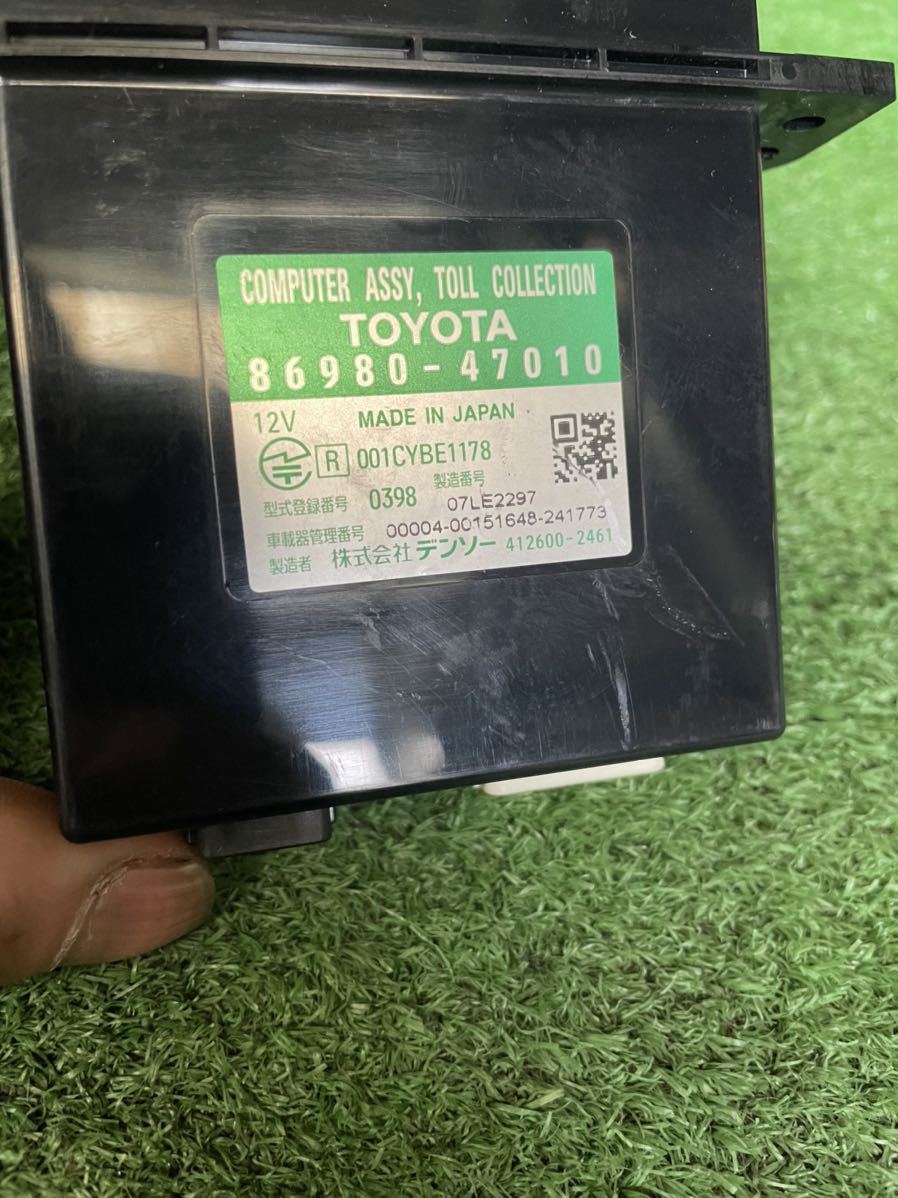 COMPUTER ASSY, TOLL COLLECTION
TOYOTA
86980-47010
12V MADE IN JAPAN
R 001CYBE1178
型式登録番号 0398 製造番号 07LE2297
車載器管理番号 00004-00151648-241773
製造者 株式会社 デンソー 412600-2461